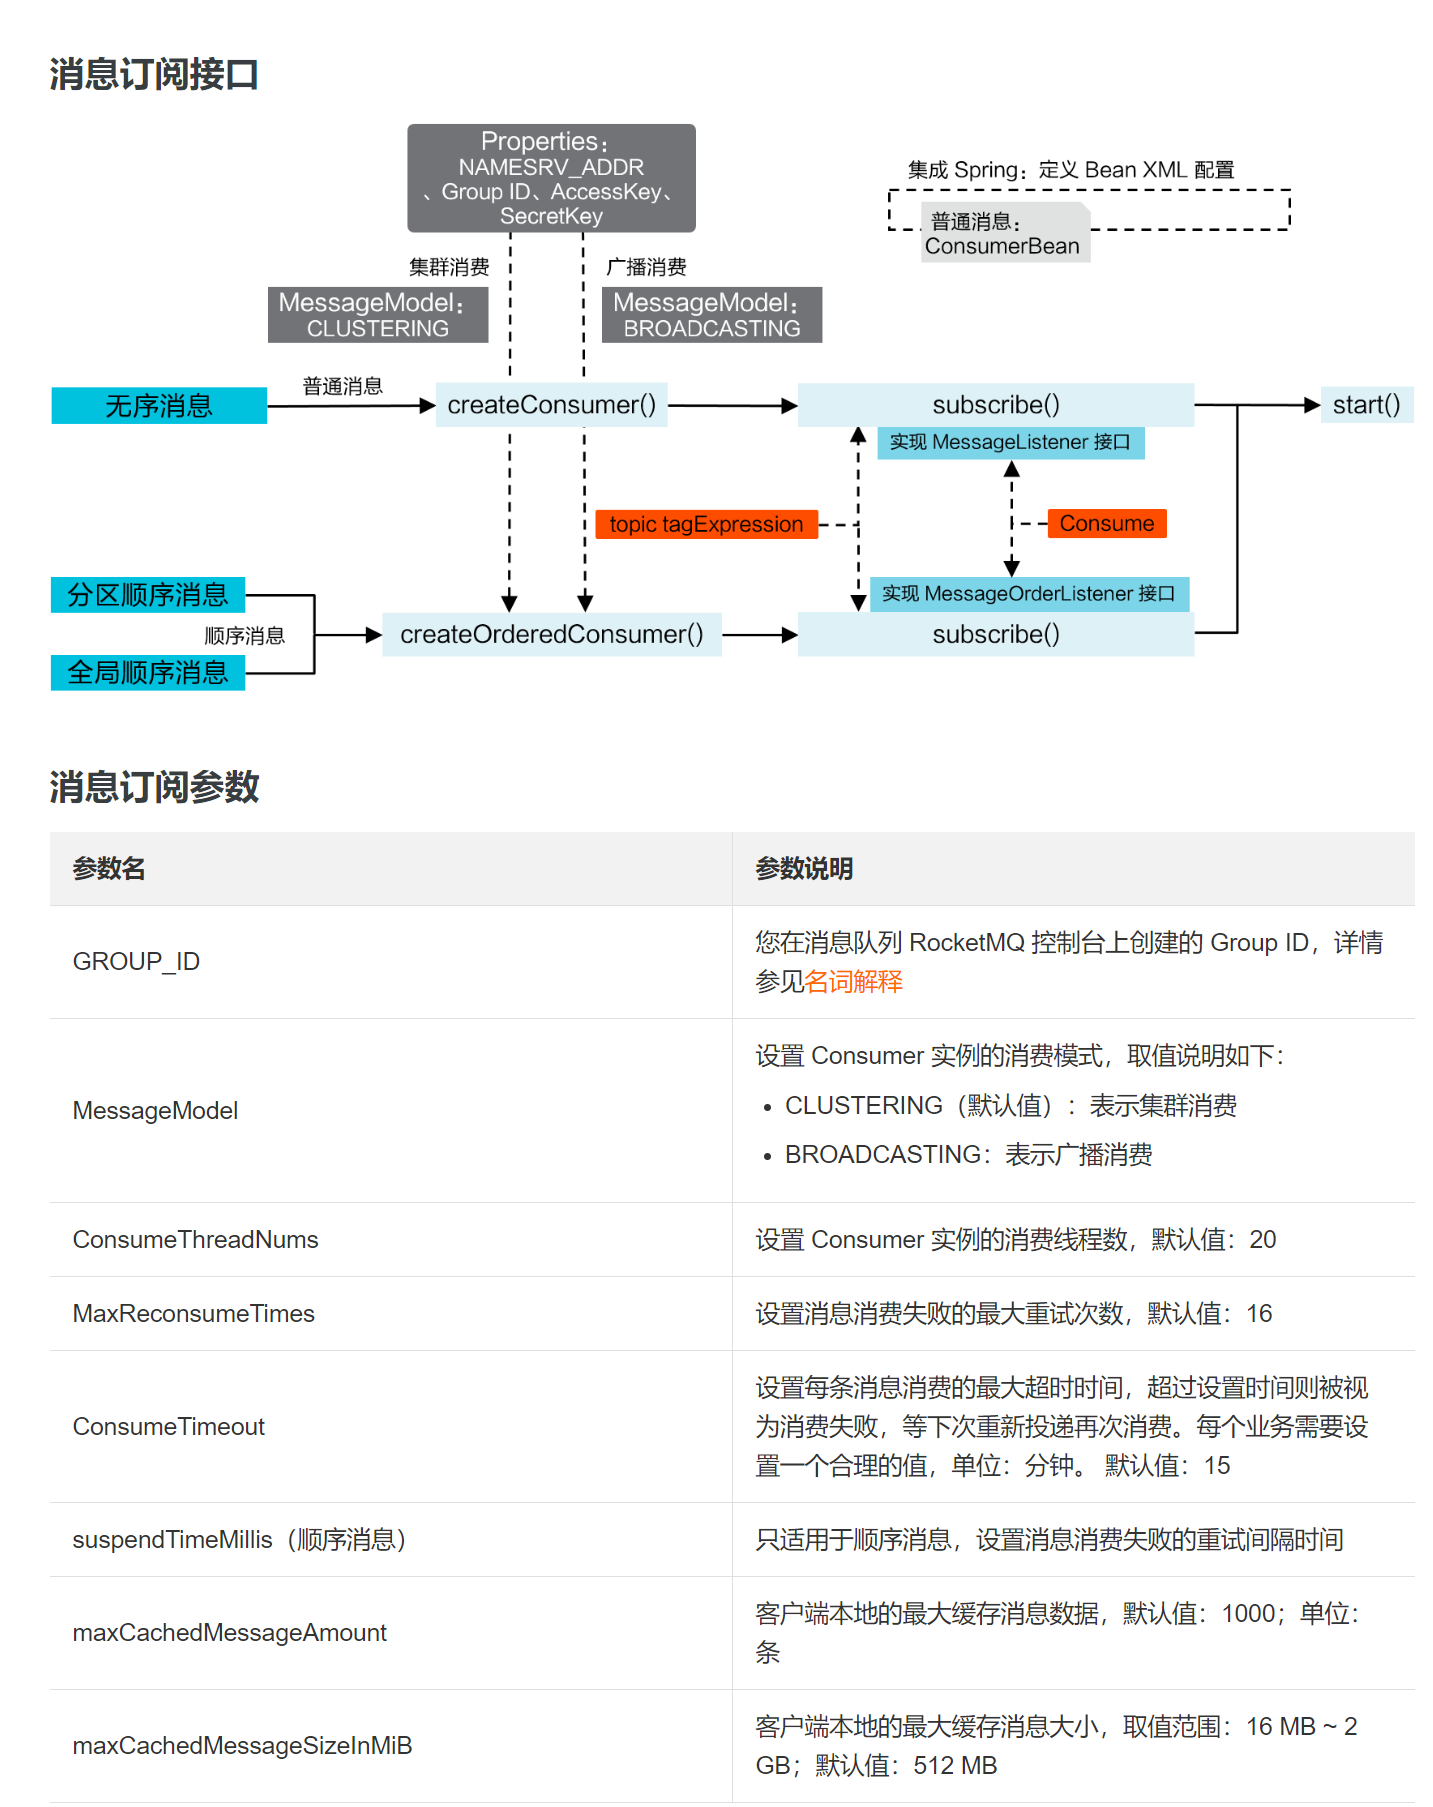 消息订阅接口
Properties：
NAMESRV_ADDR
、Group ID、AccessKey、
SecretKey
集成 Spring：定义 Bean XML 配置
普通消息：
ConsumerBean
集群消费
广播消费
MessageModel：
CLUSTERING
MessageModel：
BROADCASTING
无序消息
普通消息
createConsumer()
subscribe()
start()
实现 MessageListener 接口
topic tagExpression
Consume
分区顺序消息
实现 MessageOrderListener 接口
顺序消息
createOrderedConsumer()
subscribe()
全局顺序消息
消息订阅参数
参数名
参数说明
GROUP_ID
您在消息队列 RocketMQ 控制台上创建的 Group ID，详情
参见名词解释
MessageModel
设置 Consumer 实例的消费模式，取值说明如下：
• CLUSTERING（默认值）：表示集群消费
• BROADCASTING：表示广播消费
ConsumeThreadNums
设置 Consumer 实例的消费线程数，默认值：20
MaxReconsumeTimes
设置消息消费失败的最大重试次数，默认值：16
ConsumeTimeout
设置每条消息消费的最大超时时间，超过设置时间则被视
为消费失败，等下次重新投递再次消费。每个业务需要设
置一个合理的值，单位：分钟。 默认值：15
suspendTimeMillis（顺序消息）
只适用于顺序消息，设置消息消费失败的重试间隔时间
maxCachedMessageAmount
客户端本地的最大缓存消息数据，默认值：1000；单位：
条
maxCachedMessageSizeInMiB
客户端本地的最大缓存消息大小，取值范围：16 MB ~ 2
GB；默认值：512 MB